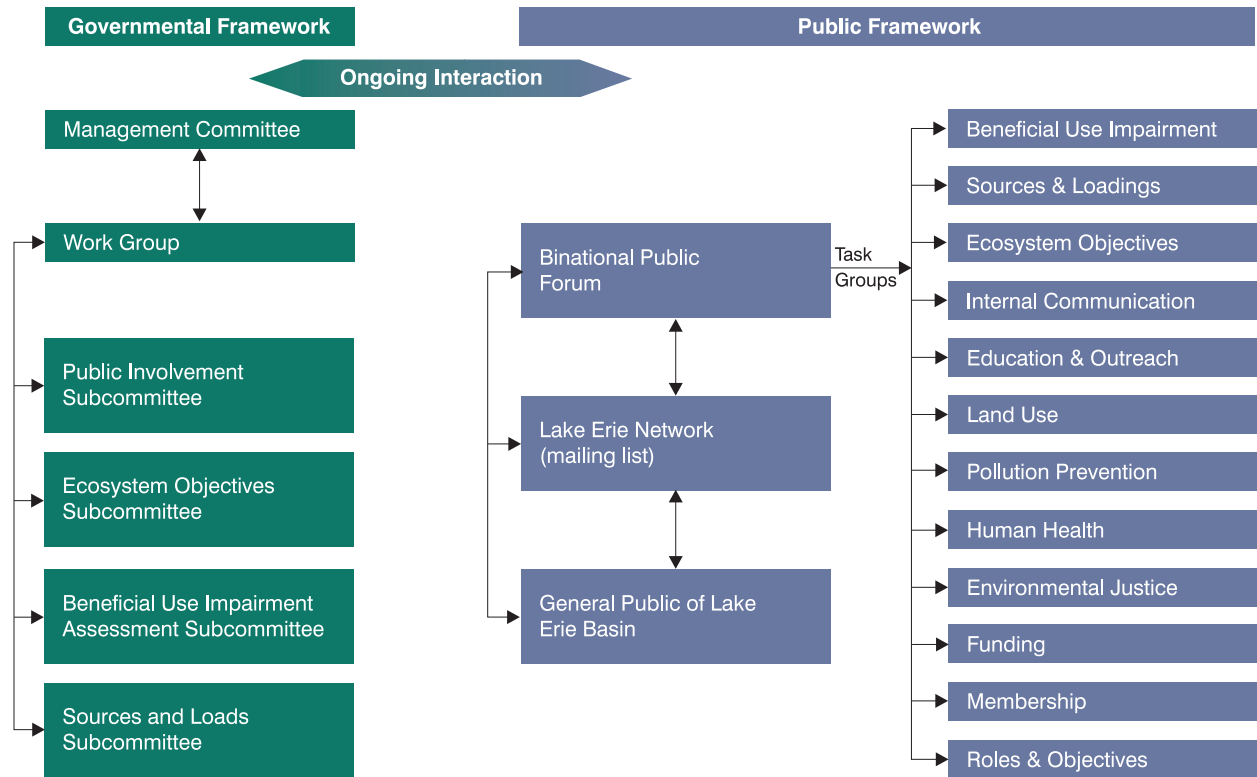 Governmental Framework
Public Framework
Ongoing Interaction
Management Committee
Work Group
Public Involvement
Subcommittee
Ecosystem Objectives
Subcommittee
Beneficial Use Impairment
Assessment Subcommittee
Sources and Loads
Subcommittee
Binational Public
Forum
Lake Erie Network
(mailing list)
General Public of Lake
Erie Basin
Task
Groups
Beneficial Use Impairment
Sources & Loadings
Ecosystem Objectives
Internal Communication
Education & Outreach
Land Use
Pollution Prevention
Human Health
Environmental Justice
Funding
Membership
Roles & Objectives